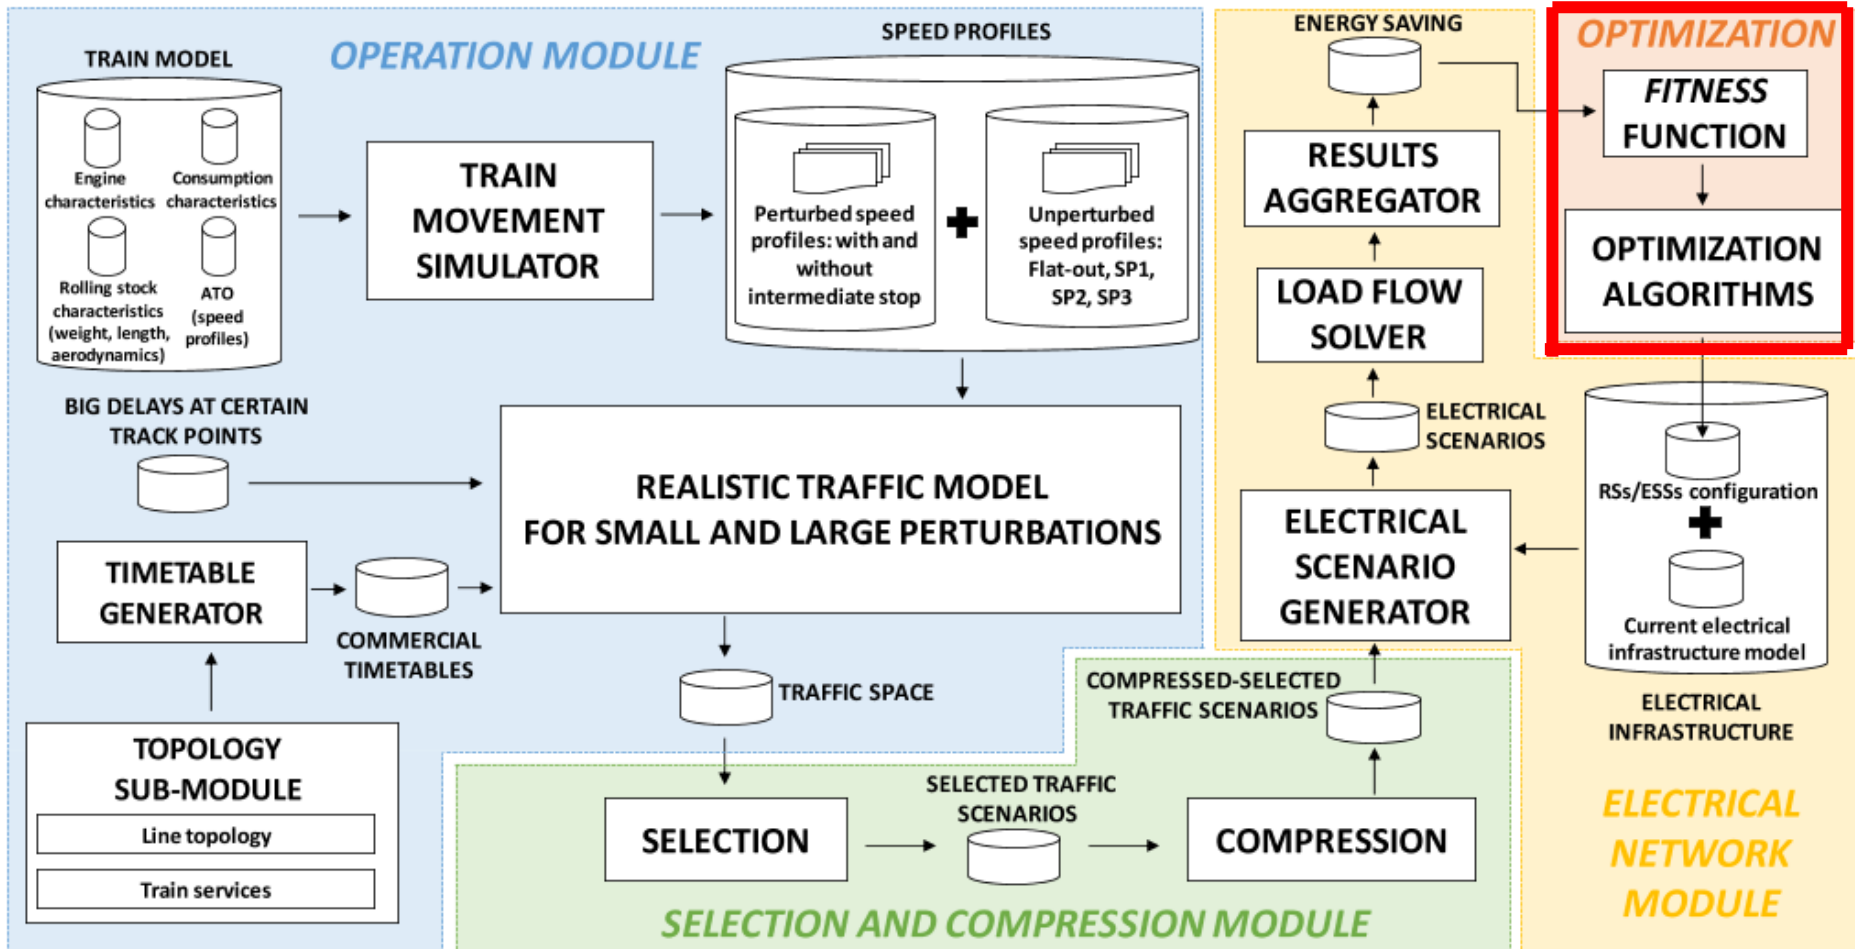 OPERATION MODULE
TRAIN MODEL
Engine
characteristics
Consumption
characteristics
Rolling stock
characteristics
(weight, length,
aerodynamics)
ATO
(speed
profiles)
TRAIN
MOVEMENT
SIMULATOR
SPEED PROFILES
Perturbed speed
profiles: with and
without
intermediate stop
Unperturbed
speed profiles:
Flat-out, SP1,
SP2, SP3
BIG DELAYS AT CERTAIN
TRACK POINTS
REALISTIC TRAFFIC MODEL
FOR SMALL AND LARGE PERTURBATIONS
TIMETABLE
GENERATOR
COMMERCIAL
TIMETABLES
TOPOLOGY
SUB-MODULE
Line topology
Train services
TRAFFIC SPACE
SELECTION
SELECTED TRAFFIC
SCENARIOS
COMPRESSION
COMPRESSED-SELECTED
TRAFFIC SCENARIOS
SELECTION AND COMPRESSION MODULE
ENERGY SAVING
RESULTS
AGGREGATOR
LOAD FLOW
SOLVER
ELECTRICAL
SCENARIOS
ELECTRICAL
SCENARIO
GENERATOR
OPTIMIZATION
FITNESS
FUNCTION
OPTIMIZATION
ALGORITHMS
RSs/ESSs configuration
Current electrical
infrastructure model
ELECTRICAL
INFRASTRUCTURE
ELECTRICAL
NETWORK
MODULE